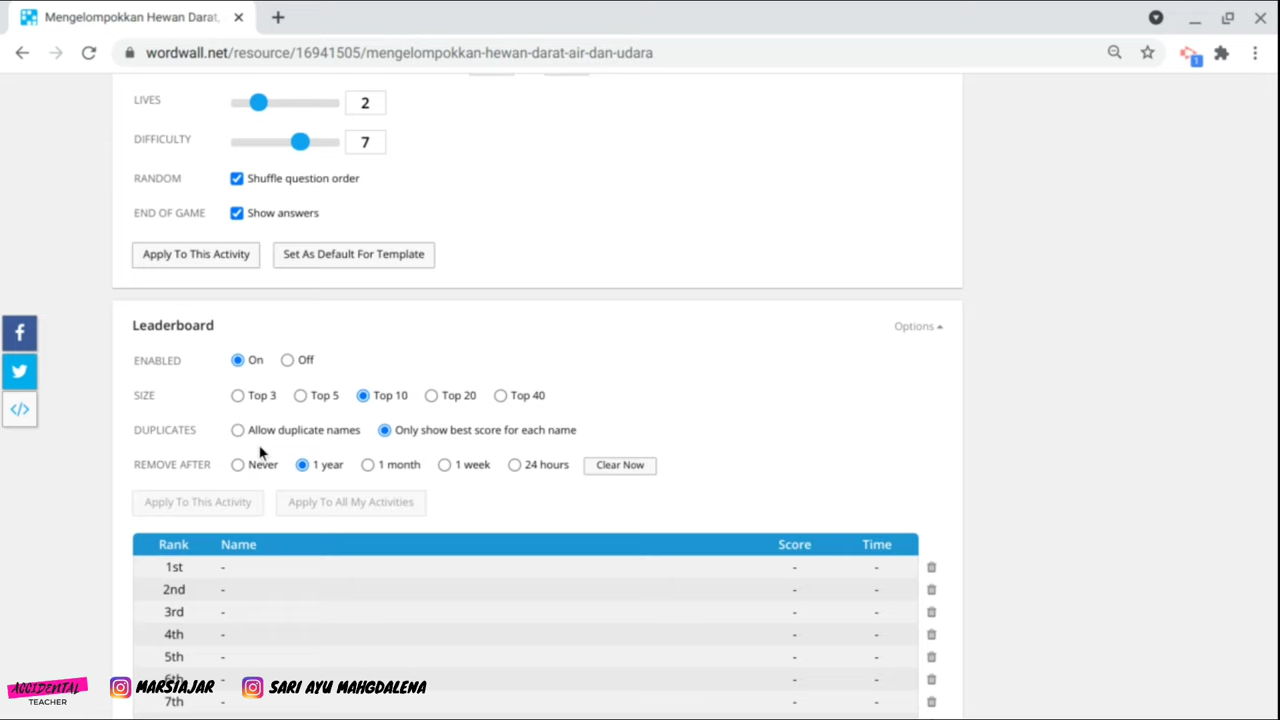 Mengelompokkan Hewan Darat,
wordwall.net/resource/16941505/mengelompokkan-hewan-darat-air-dan-udara
1
LIVES 2
DIFFICULTY 7
RANDOM Shuffle question order
END OF GAME Show answers
Apply To This Activity Set As Default For Template
Leaderboard Options
ENABLED On Off
SIZE Top 3 Top 5 Top 10 Top 20 Top 40
DUPLICATES Allow duplicate names Only show best score for each name
REMOVE AFTER Never 1 year 1 month 1 week 24 hours Clear Now
Apply To This Activity Apply To All My Activities
Rank Name Score Time
1st - - -
2nd - - -
3rd - - -
4th - - -
5th - - -
6th - - -
7th - - -
ACCIDENTAL
TEACHER
MARSIAJAR SARI AYU MAHGDALENA